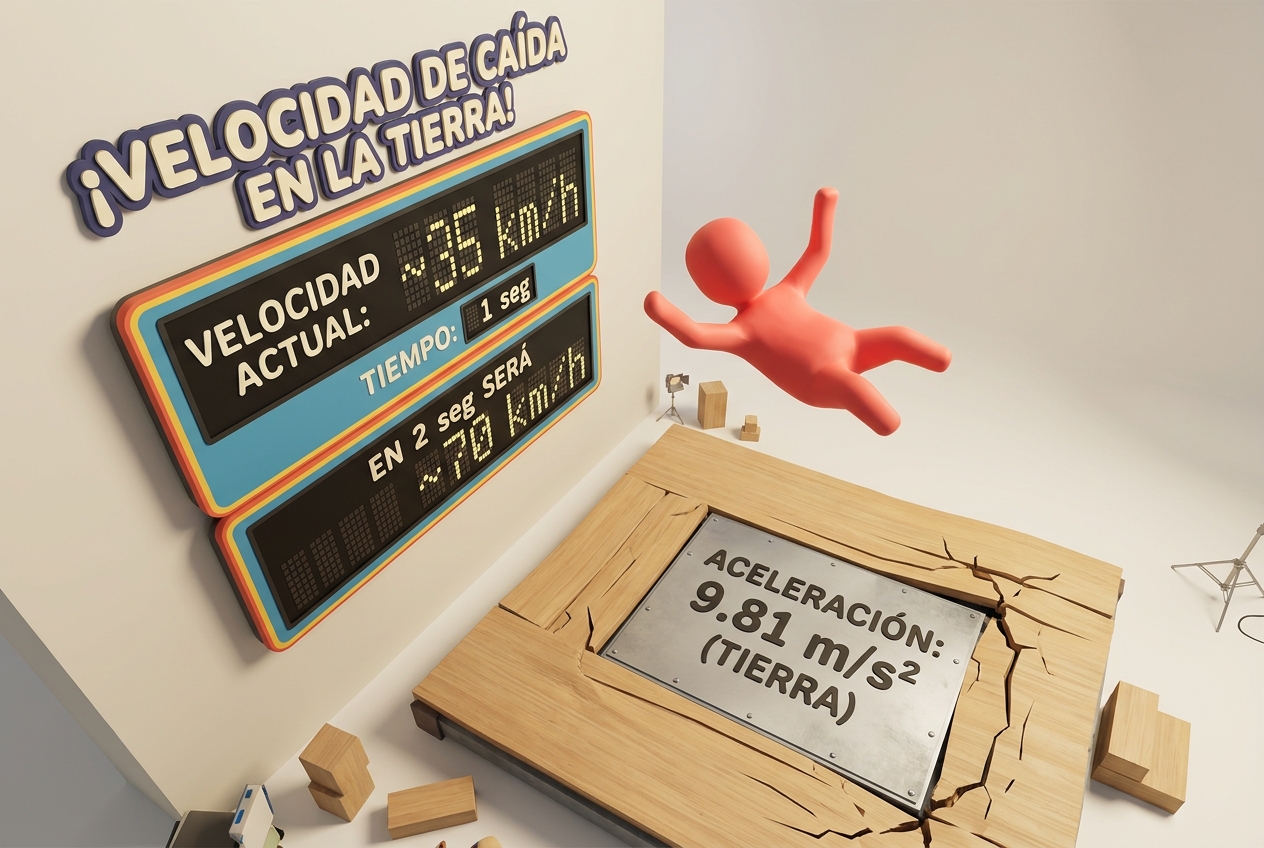 ¡VELOCIDAD DE CAÍDA
EN LA TIERRA!
VELOCIDAD
ACTUAL:
~35 km/h
TIEMPO: 1 seg
EN 2 seg SERÁ
~70 km/h
ACELERACIÓN:
9.81 m/s²
(TIERRA)